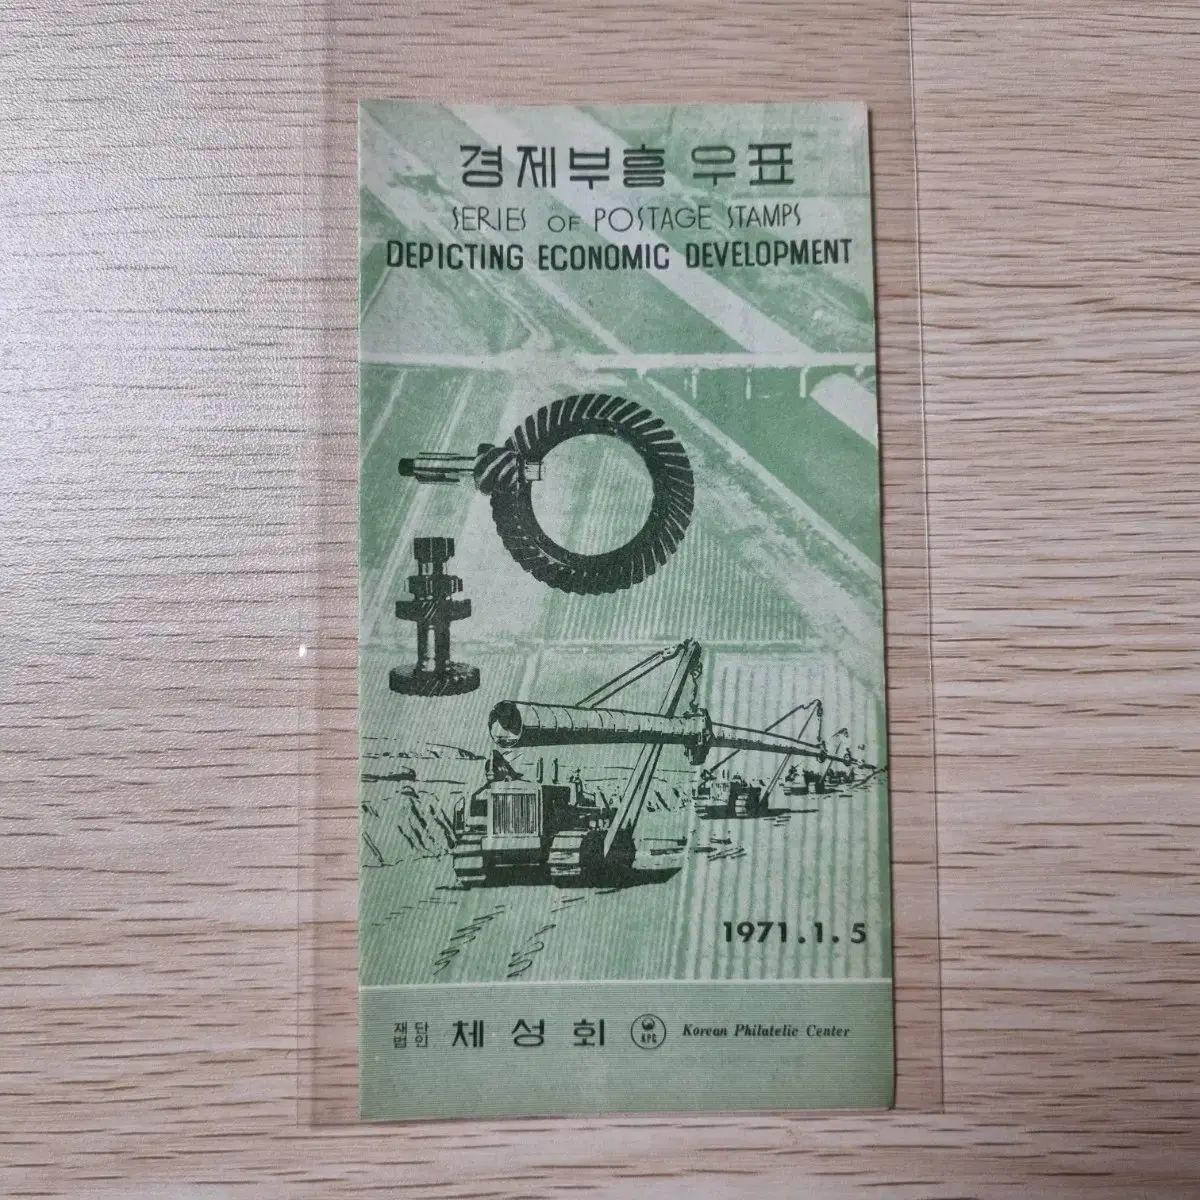 경제부흥 우표
SERIES OF POSTAGE STAMPS
DEPICTING ECONOMIC DEVELOPMENT
1971.1.5
재단
법인 체성회 KPC Korean Philatelic Center